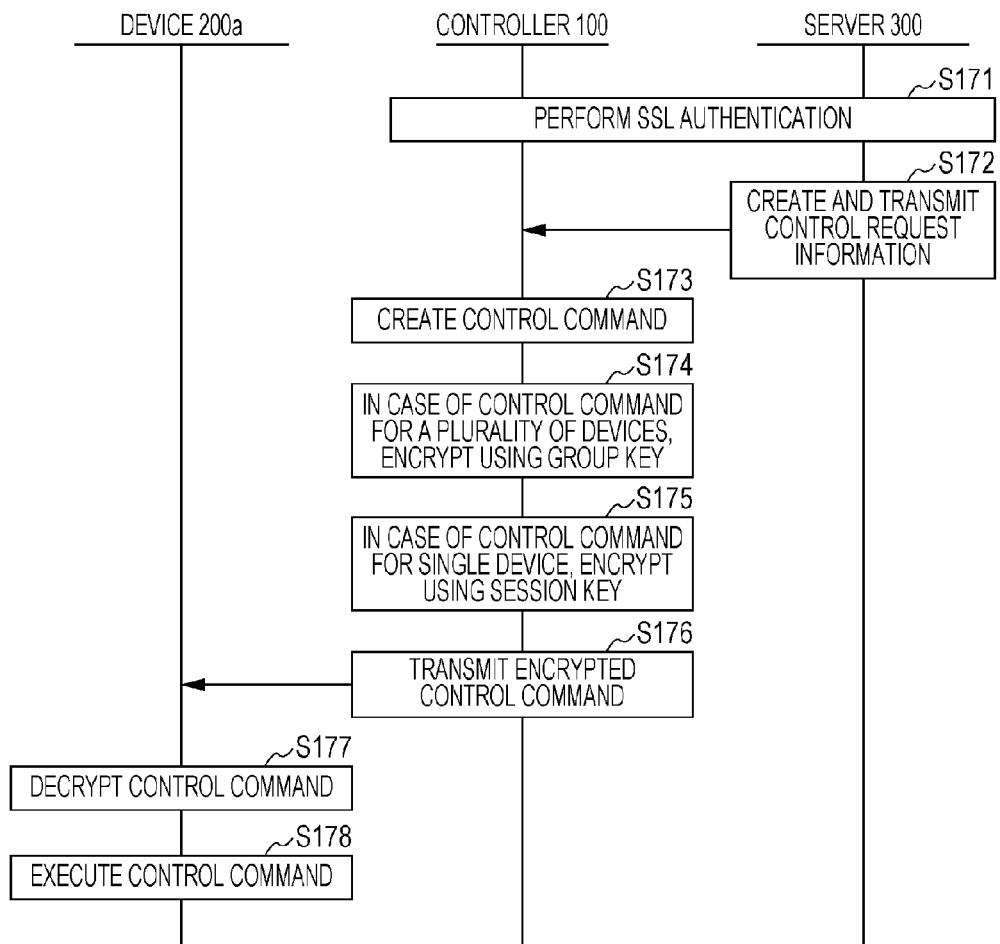 DEVICE 200a
CONTROLLER 100
SERVER 300
S171
PERFORM SSL AUTHENTICATION
S172
CREATE AND TRANSMIT
CONTROL REQUEST
INFORMATION
S173
CREATE CONTROL COMMAND
S174
IN CASE OF CONTROL COMMAND
FOR A PLURALITY OF DEVICES,
ENCRYPT USING GROUP KEY
S175
IN CASE OF CONTROL COMMAND
FOR SINGLE DEVICE, ENCRYPT
USING SESSION KEY
S176
TRANSMIT ENCRYPTED
CONTROL COMMAND
S177
DECRYPT CONTROL COMMAND
S178
EXECUTE CONTROL COMMAND